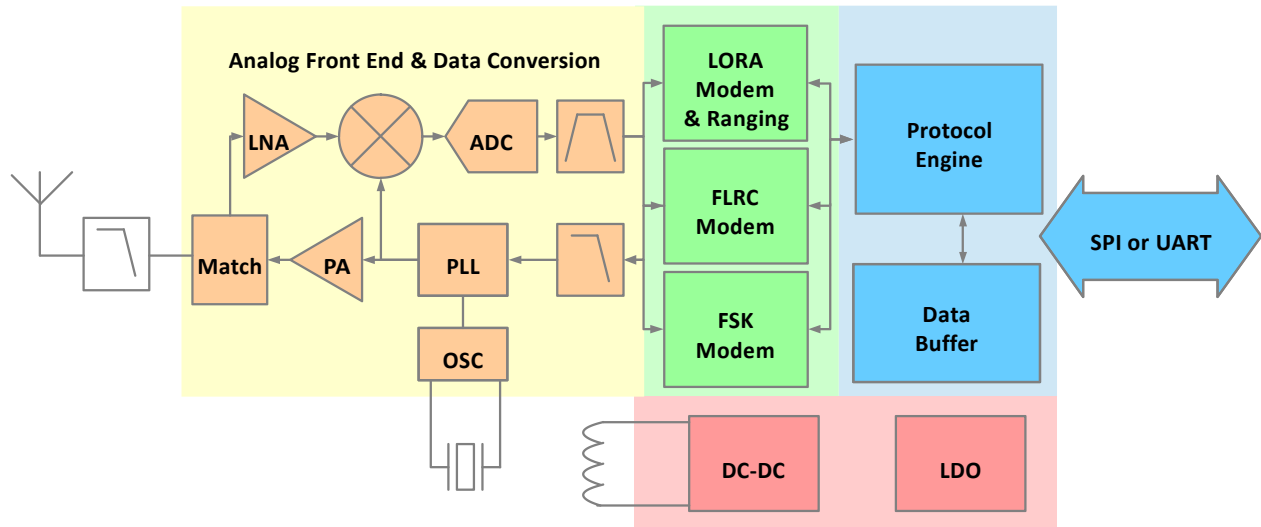 Analog Front End & Data Conversion
LNA
ADC
Match
PA
PLL
OSC
LORA
Modem
& Ranging
FLRC
Modem
FSK
Modem
Protocol
Engine
Data
Buffer
SPI or UART
DC-DC
LDO